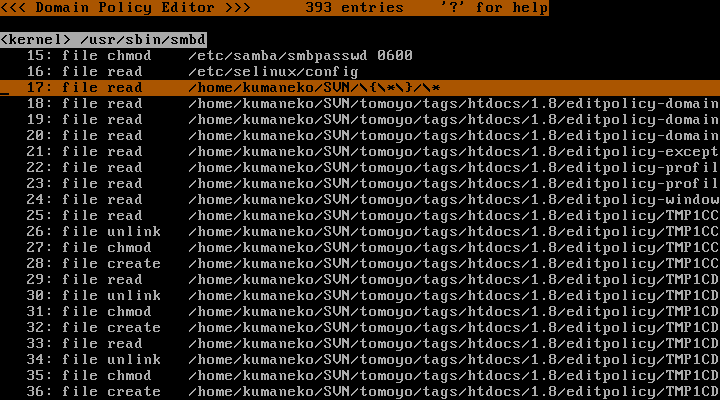 <<< Domain Policy Editor >>>      393 entries    '?' for help
<kernel> /usr/sbin/smbd
15: file chmod    /etc/samba/smbpasswd 0600
16: file read     /etc/selinux/config
17: file read     /home/kumaneko/SVN/\{\*\}/\*
18: file read     /home/kumaneko/SVN/tomoyo/tags/htdocs/1.8/editpolicy-domain
19: file read     /home/kumaneko/SVN/tomoyo/tags/htdocs/1.8/editpolicy-domain
20: file read     /home/kumaneko/SVN/tomoyo/tags/htdocs/1.8/editpolicy-domain
21: file read     /home/kumaneko/SVN/tomoyo/tags/htdocs/1.8/editpolicy-except
22: file read     /home/kumaneko/SVN/tomoyo/tags/htdocs/1.8/editpolicy-profil
23: file read     /home/kumaneko/SVN/tomoyo/tags/htdocs/1.8/editpolicy-profil
24: file read     /home/kumaneko/SVN/tomoyo/tags/htdocs/1.8/editpolicy-window
25: file read     /home/kumaneko/SVN/tomoyo/tags/htdocs/1.8/editpolicy/TMP1CC
26: file unlink   /home/kumaneko/SVN/tomoyo/tags/htdocs/1.8/editpolicy/TMP1CC
27: file chmod    /home/kumaneko/SVN/tomoyo/tags/htdocs/1.8/editpolicy/TMP1CC
28: file create   /home/kumaneko/SVN/tomoyo/tags/htdocs/1.8/editpolicy/TMP1CC
29: file read     /home/kumaneko/SVN/tomoyo/tags/htdocs/1.8/editpolicy/TMP1CD
30: file unlink   /home/kumaneko/SVN/tomoyo/tags/htdocs/1.8/editpolicy/TMP1CD
31: file chmod    /home/kumaneko/SVN/tomoyo/tags/htdocs/1.8/editpolicy/TMP1CD
32: file create   /home/kumaneko/SVN/tomoyo/tags/htdocs/1.8/editpolicy/TMP1CD
33: file read     /home/kumaneko/SVN/tomoyo/tags/htdocs/1.8/editpolicy/TMP1CD
34: file unlink   /home/kumaneko/SVN/tomoyo/tags/htdocs/1.8/editpolicy/TMP1CD
35: file chmod    /home/kumaneko/SVN/tomoyo/tags/htdocs/1.8/editpolicy/TMP1CD
36: file create   /home/kumaneko/SVN/tomoyo/tags/htdocs/1.8/editpolicy/TMP1CD